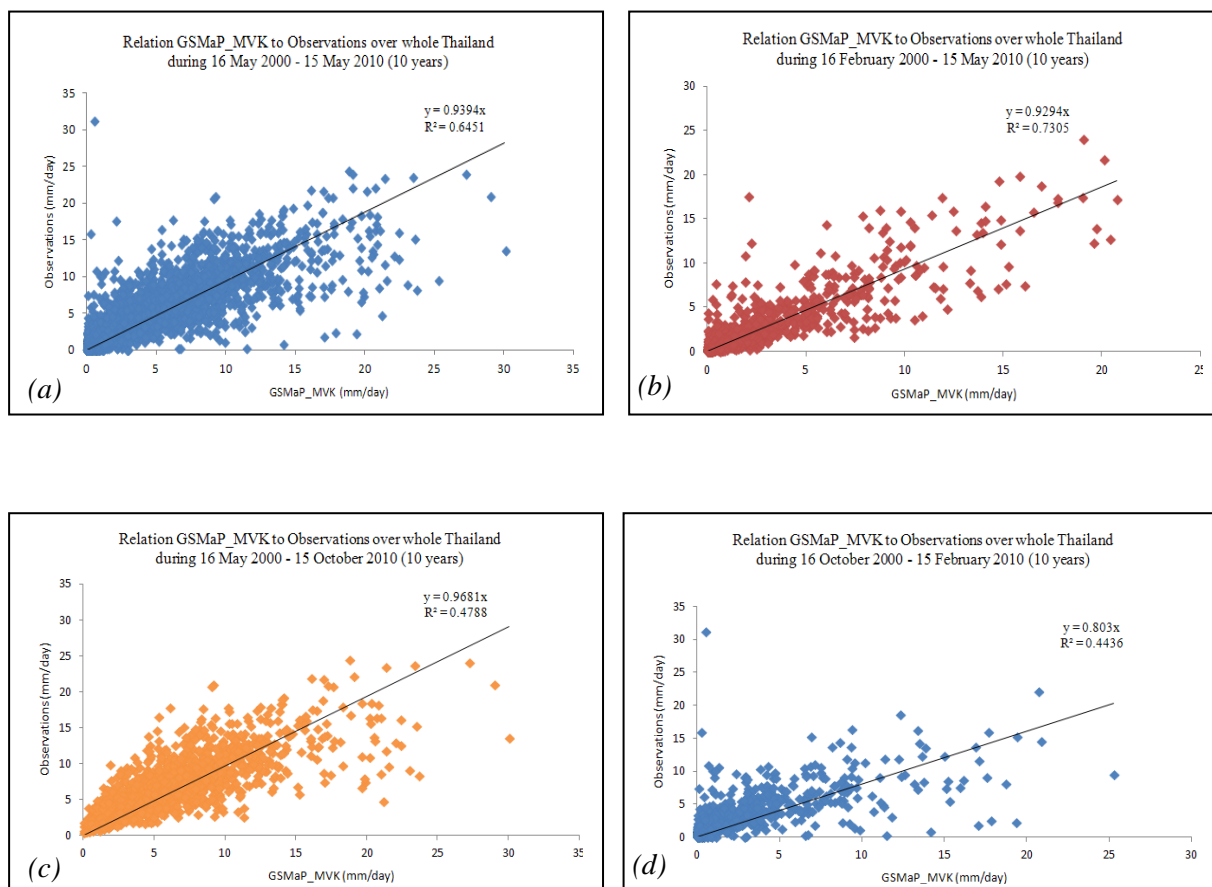 Relation GSMaP_MVK to Observations over whole Thailand
during 16 May 2000 - 15 May 2010 (10 years)
y = 0.9394x
R² = 0.6451
35
30
25
20
15
10
5
0
Observations (mm/day)
0 5 10 15 20 25 30 35
GSMaP_MVK (mm/day)
(a)
Relation GSMaP_MVK to Observations over whole Thailand
during 16 February 2000 - 15 May 2010 (10 years)
y = 0.9294x
R² = 0.7305
30
25
20
15
10
5
0
Observations (mm/day)
0 5 10 15 20
GSMaP_MVK (mm/day)
(b)
Relation GSMaP_MVK to Observations over whole Thailand
during 16 May 2000 - 15 October 2010 (10 years)
y = 0.9681x
R² = 0.4788
35
30
25
20
15
10
5
0
Observations (mm/day)
0 5 10 15 20 25 30
GSMaP_MVK (mm/day)
(c)
Relation GSMaP_MVK to Observations over whole Thailand
during 16 October 2000 - 15 February 2010 (10 years)
y = 0.803x
R² = 0.4436
35
30
25
20
15
10
5
0
Observations (mm/day)
0 5 10 15 20 25 30
GSMaP_MVK (mm/day)
(d)